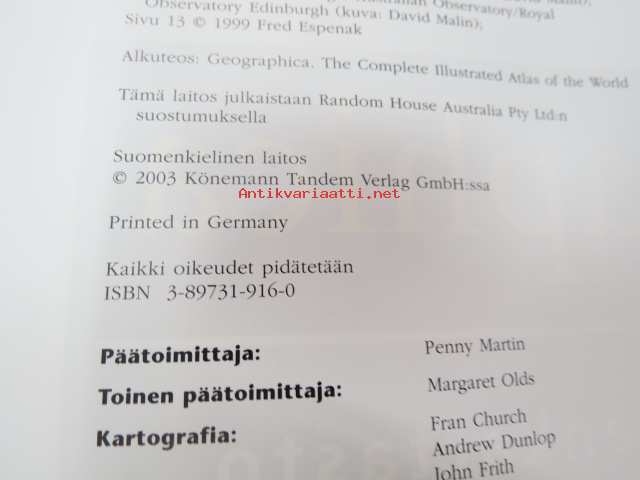 Observatory/Royal
Observatory Edinburgh (kuva: David Malin);
Sivu 13 © 1999 Fred Espenak
Alkuteos: Geographica. The Complete Illustrated Atlas of the World
Tämä laitos julkaistaan Random House Australia Pty Ltd:n
suostumuksella
Suomenkielinen laitos
© 2003 Könemann Tandem Verlag GmbH:ssa
Antikvariaatti.net
Printed in Germany
Kaikki oikeudet pidätetään
ISBN 3-89731-916-0
Päätoimittaja: Penny Martin
Toinen päätoimittaja: Margaret Olds
Kartografia: Fran Church
Andrew Dunlop
John Frith